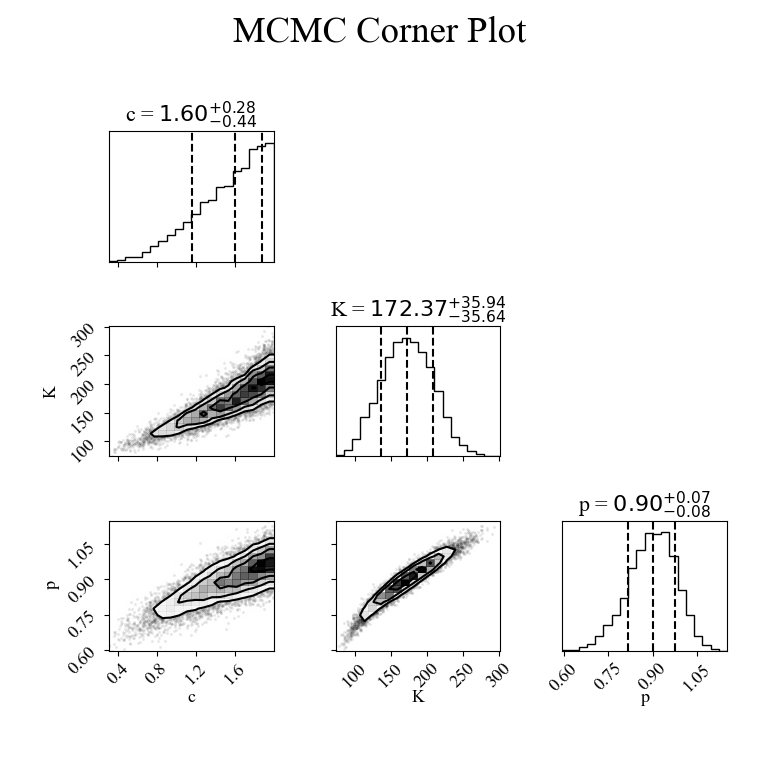 MCMC Corner Plot
c = 1.60 +0.28 −0.44
K = 172.37 +35.94 −35.64
K
300
250
200
150
100
p = 0.90 +0.07 −0.08
p
1.05
0.90
0.75
0.60
0.4 0.8 1.2 1.6
c
100 150 200 250 300
K
0.60 0.75 0.90 1.05
p